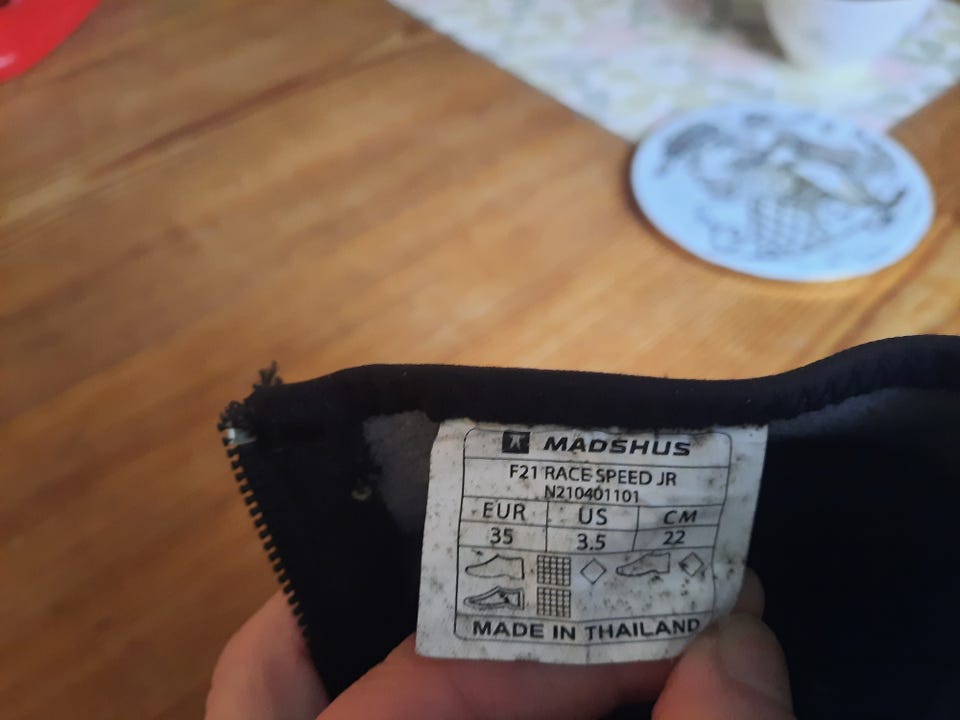 MADSHUS
F21 RACE SPEED JR
N210401101
EUR US CM
35 3.5 22
MADE IN THAILAND